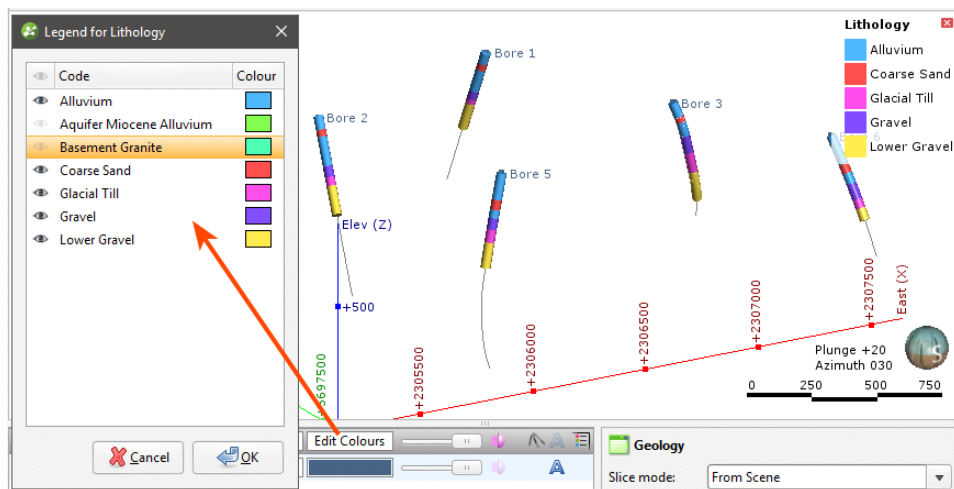 Legend for Lithology
Code Colour
Alluvium
Aquifer Miocene Alluvium
Basement Granite
Coarse Sand
Glacial Till
Gravel
Lower Gravel
Cancel OK
Bore 1
Bore 2
Bore 3
Bore 5
Lithology
Alluvium
Coarse Sand
Glacial Till
Gravel
Lower Gravel
Elev (Z)
+500
+2305500
+2306000
+2306500
+2307000
+2307500
East (X)
Plunge +20
Azimuth 030
0 250 500 750
Edit Colours
Geology
Slice mode: From Scene